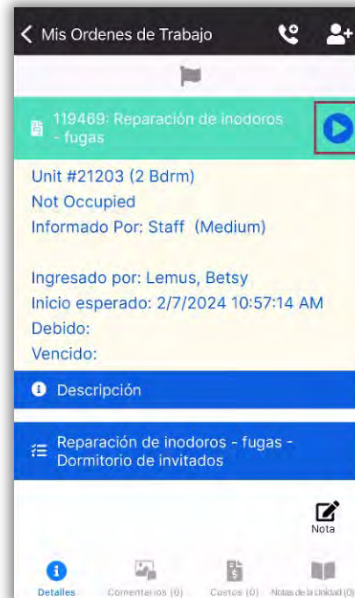 Mis Ordenes de Trabajo
119469: Reparación de inodoros
- fugas
Unit #21203 (2 Bdrm)
Not Occupied
Informado Por: Staff (Medium)
Ingresado por: Lemus, Betsy
Inicio esperado: 2/7/2024 10:57:14 AM
Debido:
Vencido:
Descripción
Reparación de inodoros - fugas -
Dormitorio de invitados
Nota
Detalles
Comentarios (0)
Costos (0)
Notas de la Unidad (0)